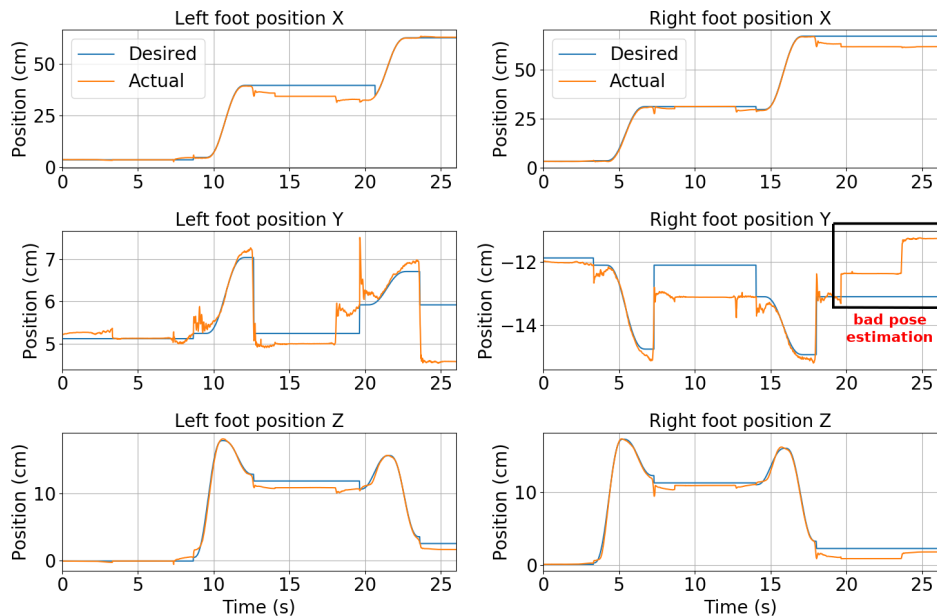 Left foot position X
Right foot position X
Position (cm)
50
25
0
Desired
Actual
0 5 10 15 20 25
Position (cm)
50
25
0
Desired
Actual
0 5 10 15 20 25
Left foot position Y
Right foot position Y
Position (cm)
7
6
5
0 5 10 15 20 25
Position (cm)
−12
−14
bad pose
estimation
0 5 10 15 20 25
Left foot position Z
Right foot position Z
Position (cm)
10
0
0 5 10 15 20 25
Time (s)
Position (cm)
10
0
0 5 10 15 20 25
Time (s)